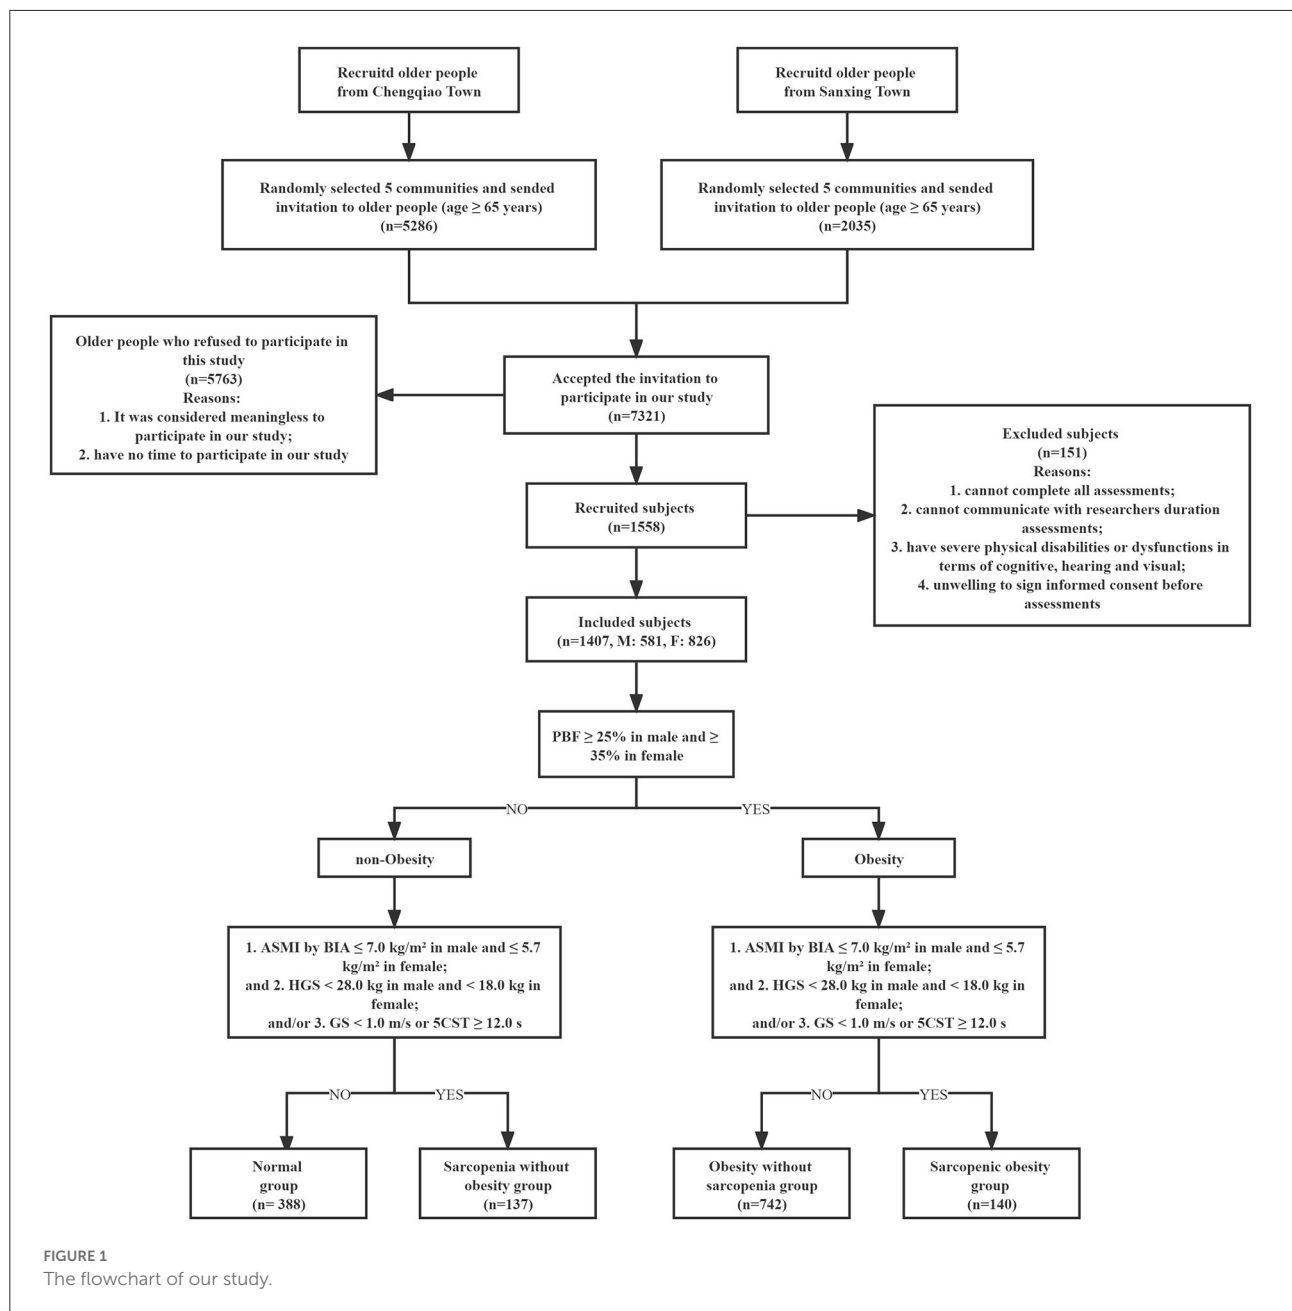 Recruitd older people
from Chengqiao Town
Recruitd older people
from Sanxing Town
Randomly selected 5 communities and sended
invitation to older people (age ≥ 65 years)
(n=5286)
Randomly selected 5 communities and sended
invitation to older people (age ≥ 65 years)
(n=2035)
Older people who refused to participate in
this study
(n=5763)
Reasons:
1. It was considered meaningless to
participate in our study;
2. have no time to participate in our study
Accepted the invitation to
participate in our study
(n=7321)
Excluded subjects
(n=151)
Reasons:
1. cannot complete all assessments;
2. cannot communicate with researchers duration
assessments;
3. have severe physical disabilities or dysfunctions in
terms of cognitive, hearing and visual;
4. unwelling to sign informed consent before
assessments
Recruited subjects
(n=1558)
Included subjects
(n=1407, M: 581, F: 826)
PBF ≥ 25% in male and ≥
35% in female
NO
YES
non-Obesity
Obesity
1. ASMI by BIA ≤ 7.0 kg/m² in male and ≤ 5.7
kg/m² in female;
and 2. HGS < 28.0 kg in male and < 18.0 kg in
female;
and/or 3. GS < 1.0 m/s or 5CST ≥ 12.0 s
1. ASMI by BIA ≤ 7.0 kg/m² in male and ≤ 5.7
kg/m² in female;
and 2. HGS < 28.0 kg in male and < 18.0 kg in
female;
and/or 3. GS < 1.0 m/s or 5CST ≥ 12.0 s
NO
YES
NO
YES
Normal
group
(n= 388)
Sarcopenia without
obesity group
(n=137)
Obesity without
sarcopenia group
(n=742)
Sarcopenic obesity
group
(n=140)
FIGURE 1
The flowchart of our study.